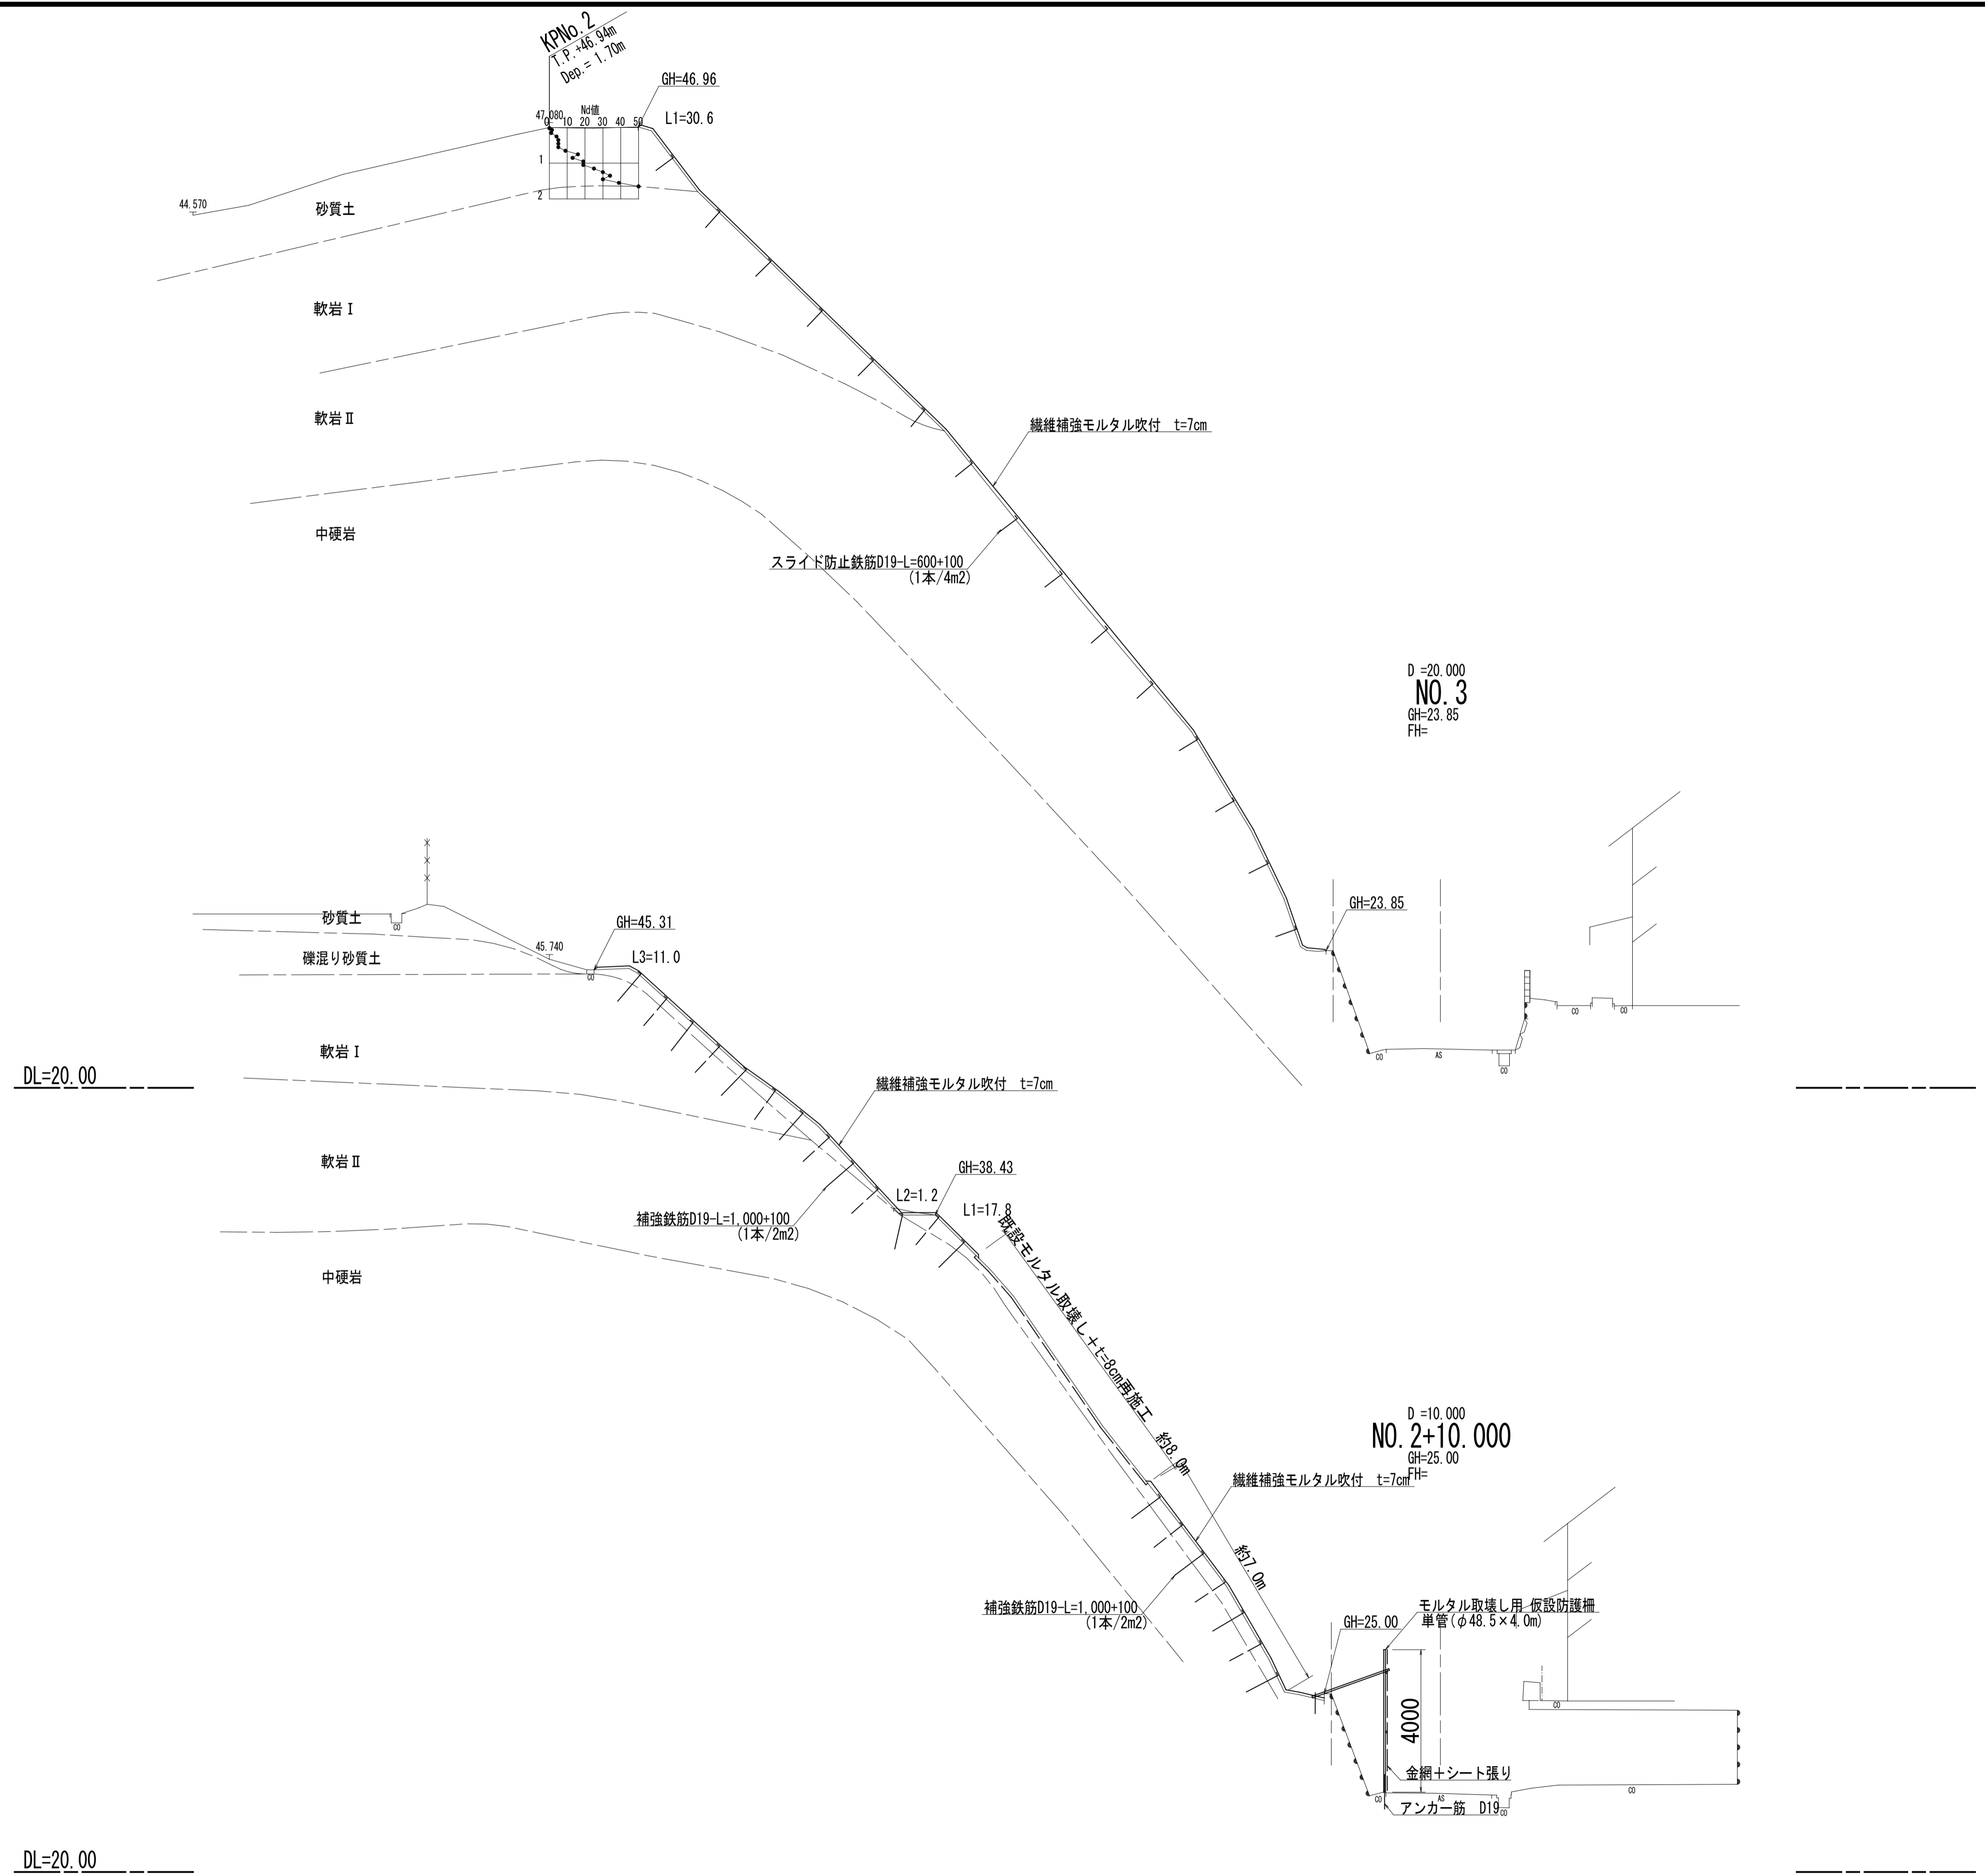 KPNo.2
T.P.+46.94m
Dep.= 1.70m
GH=46.96
L1=30.6
47.080
Nd値
0 10 20 30 40 50
1
2
44.570
砂質土
軟岩Ⅰ
軟岩Ⅱ
中硬岩
繊維補強モルタル吹付 t=7cm
スライド防止鉄筋D19-L=600+100
(1本/4m2)
D =20.000
NO.3
GH=23.85
FH=
GH=23.85
CO
AS
CO
CO
CO
DL=20.00
砂質土
CO
礫混り砂質土
45.740
GH=45.31
CO
L3=11.0
軟岩Ⅰ
軟岩Ⅱ
中硬岩
繊維補強モルタル吹付 t=7cm
補強鉄筋D19-L=1,000+100
(1本/2m2)
L2=1.2
GH=38.43
L1=17.8
既設モルタル取壊し+t=8cm再施工 約8.0m
D =10.000
NO.2+10.000
GH=25.00
FH=
繊維補強モルタル吹付 t=7cm
約7.0m
補強鉄筋D19-L=1,000+100
(1本/2m2)
GH=25.00
モルタル取壊し用 仮設防護柵
単管(φ48.5×4.0m)
4000
金網+シート張り
アンカー筋 D19
CO
AS
CO
CO
CO
DL=20.00